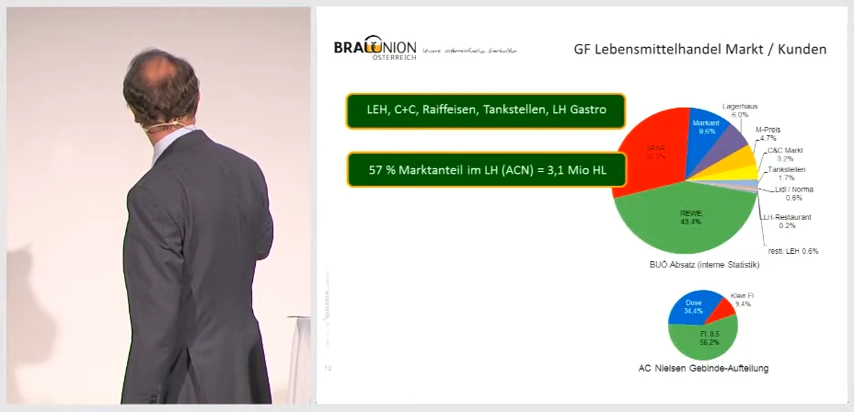 BRAU UNION
ÖSTERREICH
GF Lebensmittelhandel Markt / Kunden
LEH, C+C, Raiffeisen, Tankstellen, LH Gastro
57 % Marktanteil im LH (ACN) = 3,1 Mio HL
Lagerhaus
6,0%
Markant
9,6%
M-Preis
4,7%
C&C Markt
3,2%
SPAR
Tankstellen
1,7%
Lidl / Norma
0,6%
REWE
43,4%
LH-Restaurant
0,2%
restl. LEH 0,6%
BUÖ-Absatz (interne Statistik)
Dose
34,4%
Klein Fl
9,4%
Fl. 0,5
56,2%
AC Nielsen Gebinde-Aufteilung